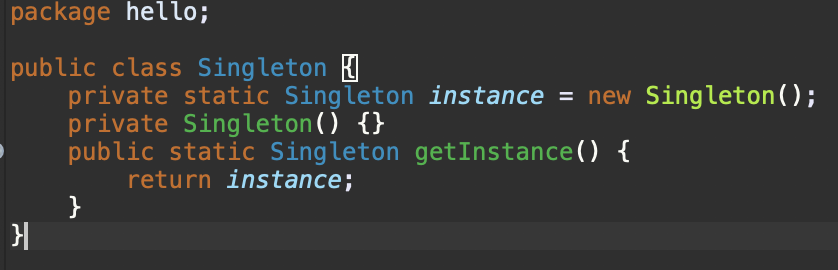 package hello;
public class Singleton {
    private static Singleton instance = new Singleton();
    private Singleton() {}
    public static Singleton getInstance() {
        return instance;
    }
}